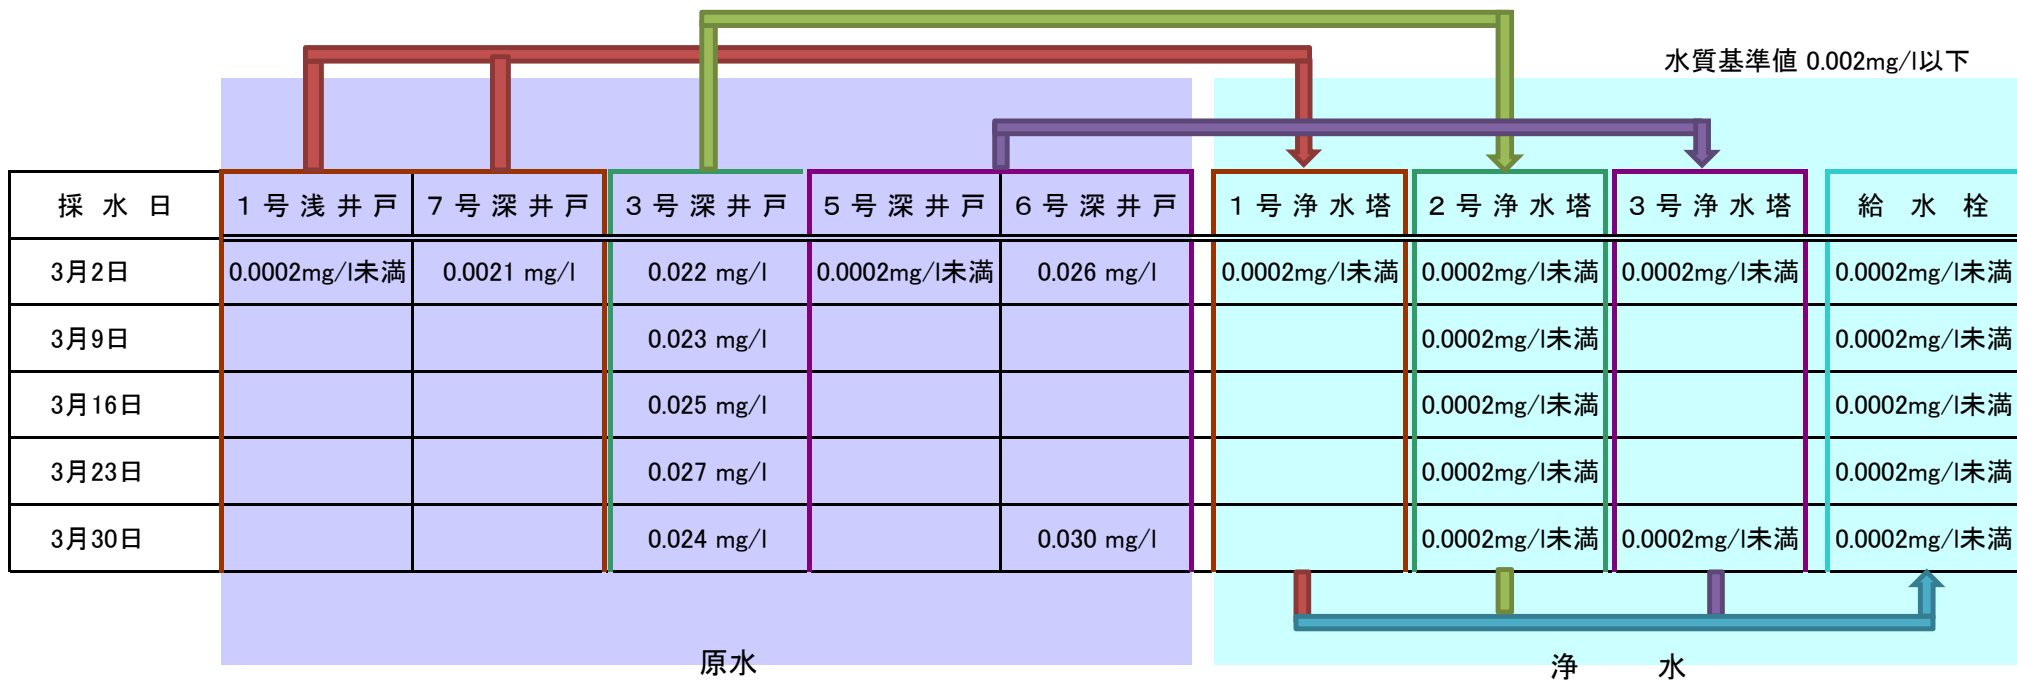 水質基準値 0.002mg/l以下
採水日 1号浅井戸 7号深井戸 3号深井戸 5号深井戸 6号深井戸 1号浄水塔 2号浄水塔 3号浄水塔 給水栓
3月2日 0.0002mg/l未満 0.0021 mg/l 0.022 mg/l 0.0002mg/l未満 0.026 mg/l 0.0002mg/l未満 0.0002mg/l未満 0.0002mg/l未満 0.0002mg/l未満
3月9日 0.023 mg/l 0.0002mg/l未満 0.0002mg/l未満
3月16日 0.025 mg/l 0.0002mg/l未満 0.0002mg/l未満
3月23日 0.027 mg/l 0.0002mg/l未満 0.0002mg/l未満
3月30日 0.024 mg/l 0.030 mg/l 0.0002mg/l未満 0.0002mg/l未満 0.0002mg/l未満
原水 浄水